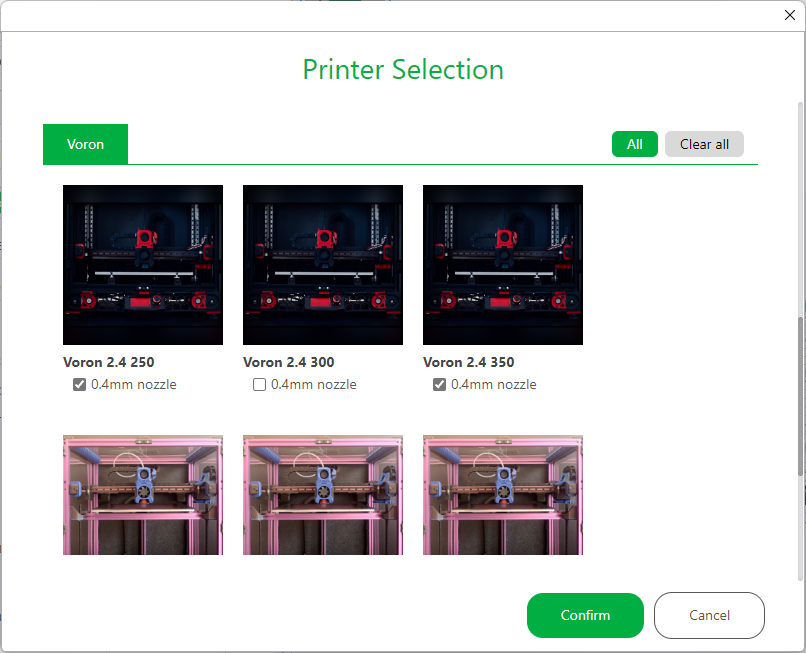 Printer Selection
Voron
All
Clear all
Voron 2.4 250
Voron 2.4 300
Voron 2.4 350
0.4mm nozzle
0.4mm nozzle
0.4mm nozzle
Confirm
Cancel